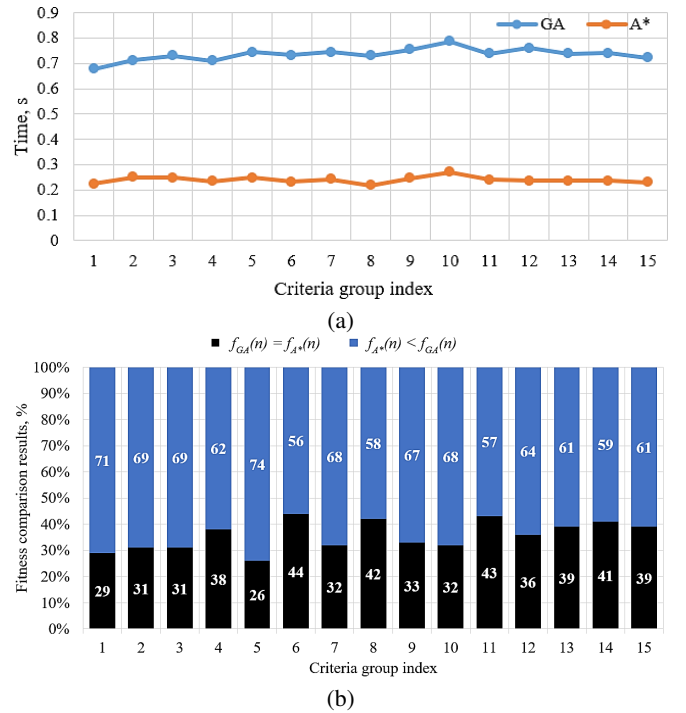 0.9
GA A*
0.8
0.7
0.6
0.5
0.4
0.3
0.2
0.1
0
Time, s
1 2 3 4 5 6 7 8 9 10 11 12 13 14 15
Criteria group index
(a)
f_GA(n) = f_A*(n) f_A*(n) < f_GA(n)
100%
90%
80%
70%
60%
50%
40%
30%
20%
10%
0%
Fitness comparison results, %
71 69 69 62 74 56 68 58 67 68 57 64 61 59 61
29 31 31 38 26 44 32 42 33 32 43 36 39 41 39
1 2 3 4 5 6 7 8 9 10 11 12 13 14 15
Criteria group index
(b)